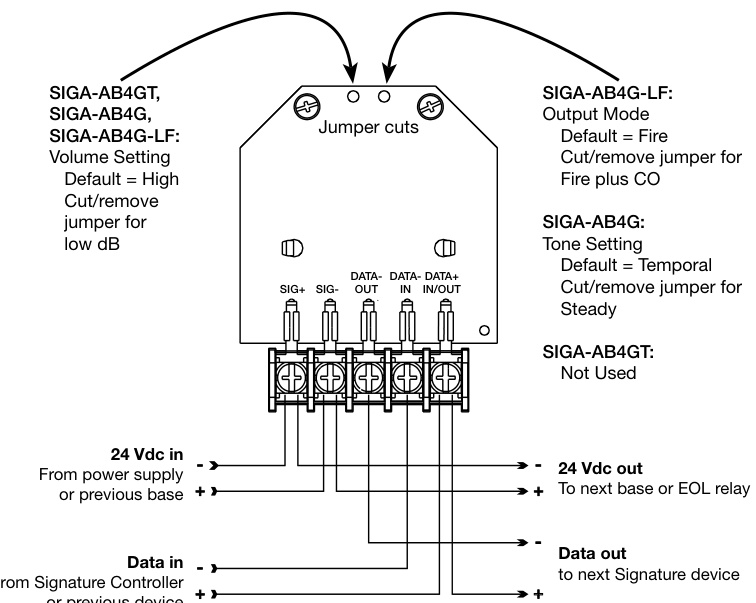 SIGA-AB4GT,
SIGA-AB4G,
SIGA-AB4G-LF:
Volume Setting
Default = High
Cut/remove
jumper for
low dB
Jumper cuts
SIGA-AB4G-LF:
Output Mode
Default = Fire
Cut/remove jumper for
Fire plus CO
SIGA-AB4G:
Tone Setting
Default = Temporal
Cut/remove jumper for
Steady
SIGA-AB4GT:
Not Used
SIG+ SIG- DATA- OUT DATA- IN DATA+ IN/OUT
24 Vdc in
From power supply
or previous base
-
+
-
+
24 Vdc out
To next base or EOL relay
Data in
rom Signature Controller
or previous device
-
+
-
+
Data out
to next Signature device